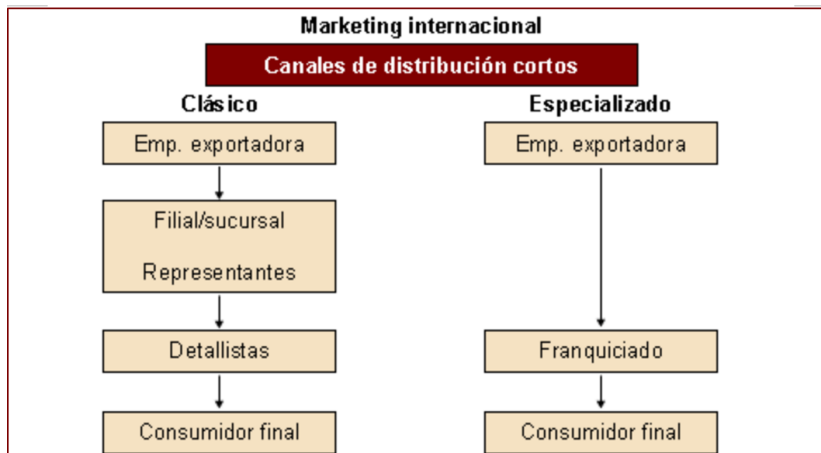 Marketing internacional
Canales de distribución cortos
Clásico
Emp. exportadora
Filial/sucursal
Representantes
Detallistas
Consumidor final
Especializado
Emp. exportadora
Franquiciado
Consumidor final